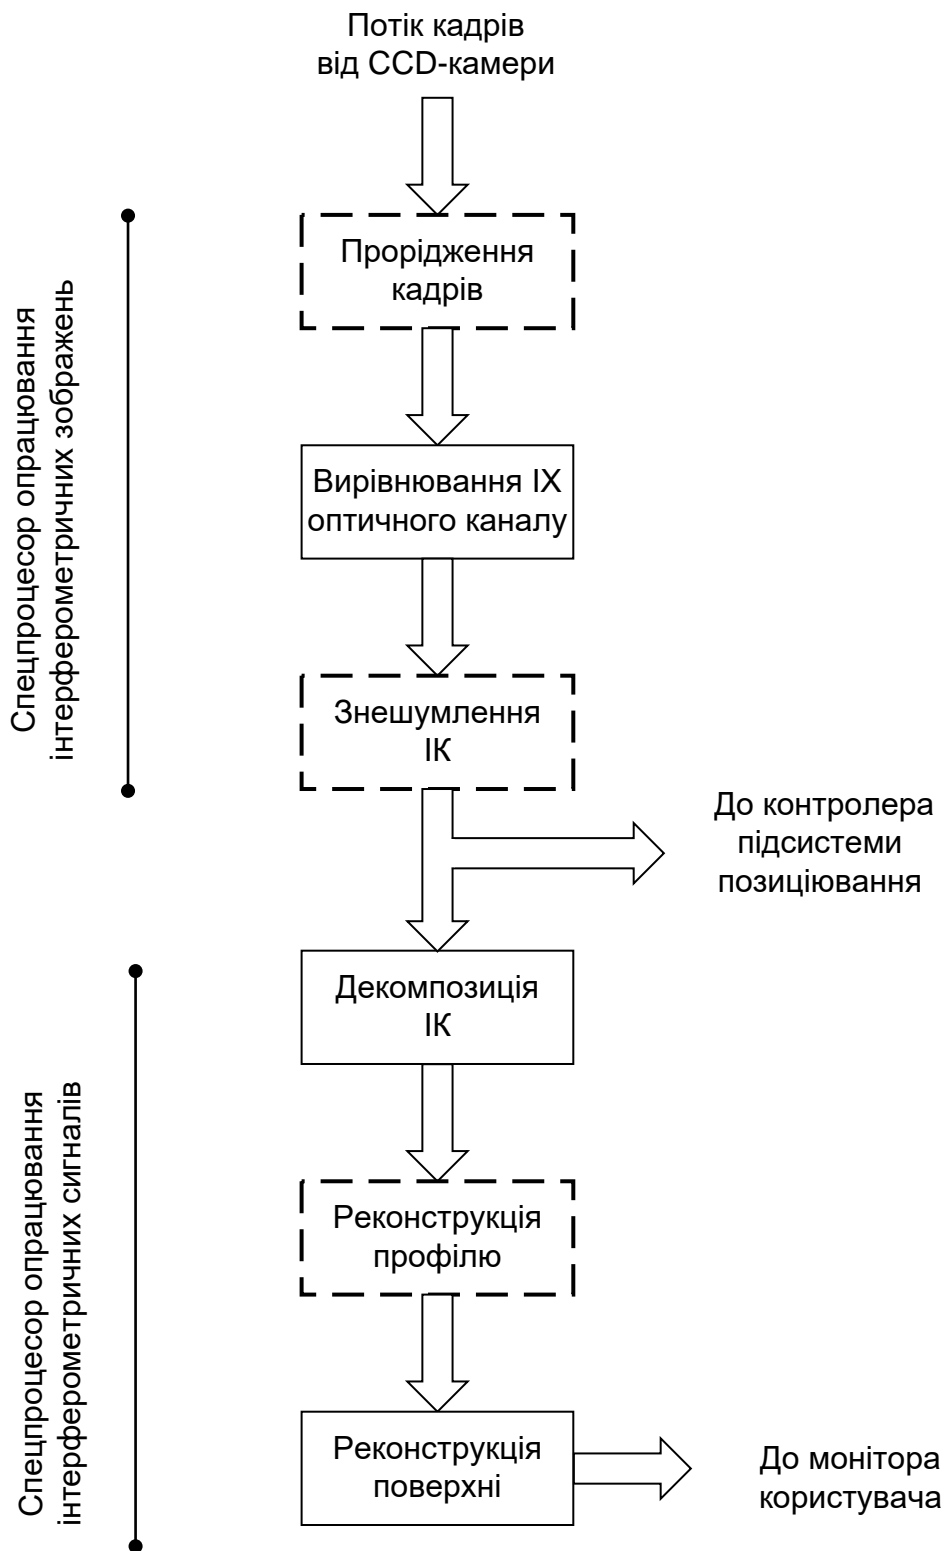 Потік кадрів
від CCD-камери
Спецпроцесор опрацювання
інтерферометричних зображень
Прорідження
кадрів
Вирівнювання ІХ
оптичного каналу
Знешумлення
ІК
До контролера
підсистеми
позиціювання
Спецпроцесор опрацювання
інтерферометричних сигналів
Декомпозиція
ІК
Реконструкція
профілю
Реконструкція
поверхні
До монітора
користувача